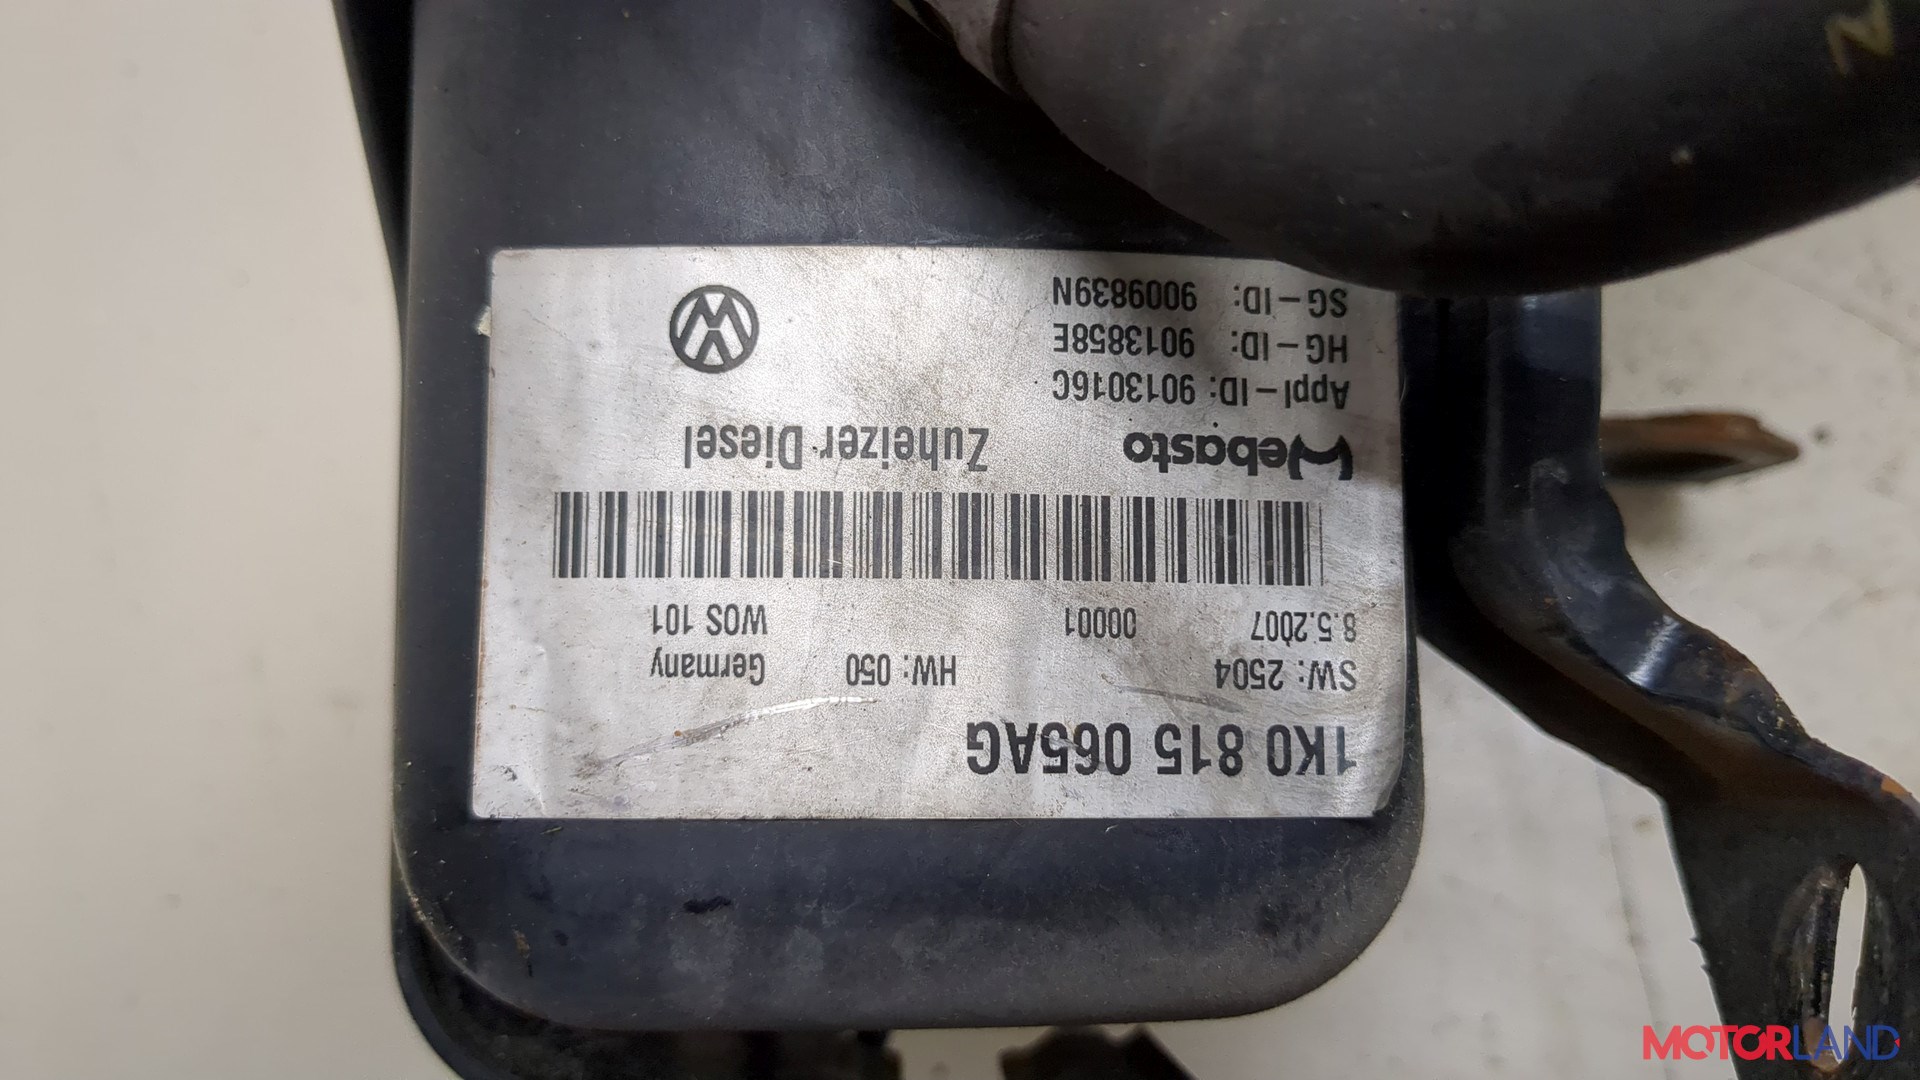 1K0 815 065AG
SW: 2504 HW: 050 Germany
8.5.2007 00001 WOS 101
Webasto Zuheizer Diesel
Appl-ID: 9013016C
HG-ID: 9013858E
SG-ID: 9009839N
MOTORLAND